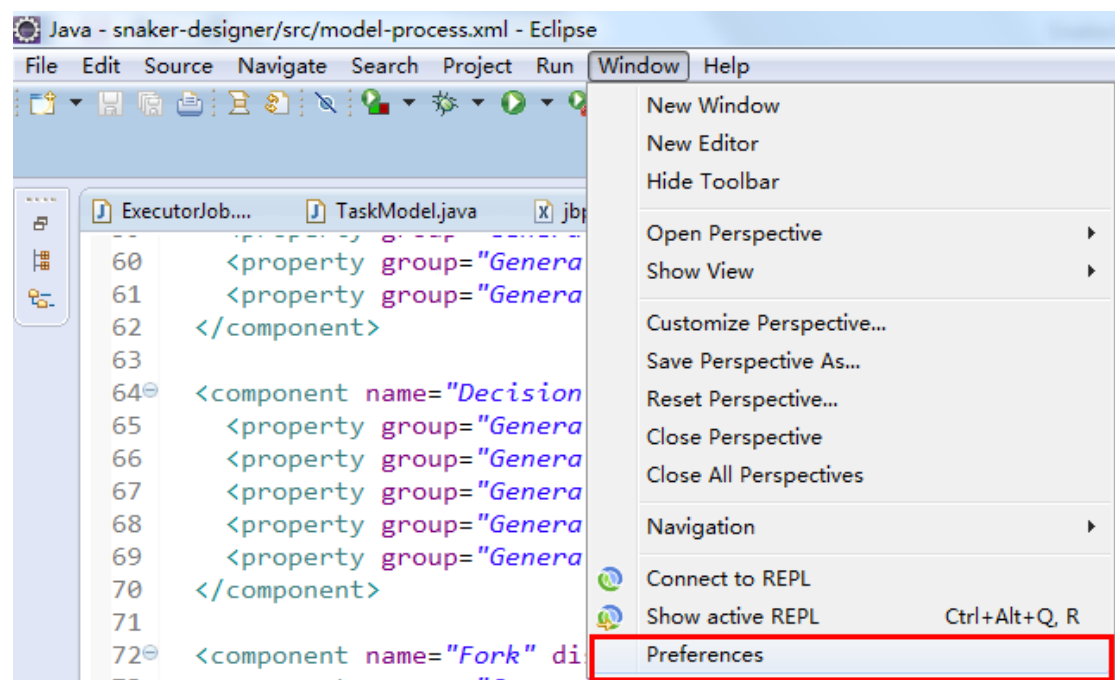 Java - snaker-designer/src/model-process.xml - Eclipse
File Edit Source Navigate Search Project Run Window Help
New Window
New Editor
Hide Toolbar
Open Perspective
Show View
Customize Perspective...
Save Perspective As...
Reset Perspective...
Close Perspective
Close All Perspectives
Navigation
Connect to REPL
Show active REPL Ctrl+Alt+Q, R
Preferences
ExecutorJob.... TaskModel.java jbp
60 <property group="Genera
61 <property group="Genera
62 </component>
63
64 <component name="Decision
65 <property group="Genera
66 <property group="Genera
67 <property group="Genera
68 <property group="Genera
69 <property group="Genera
70 </component>
71
72 <component name="Fork" di